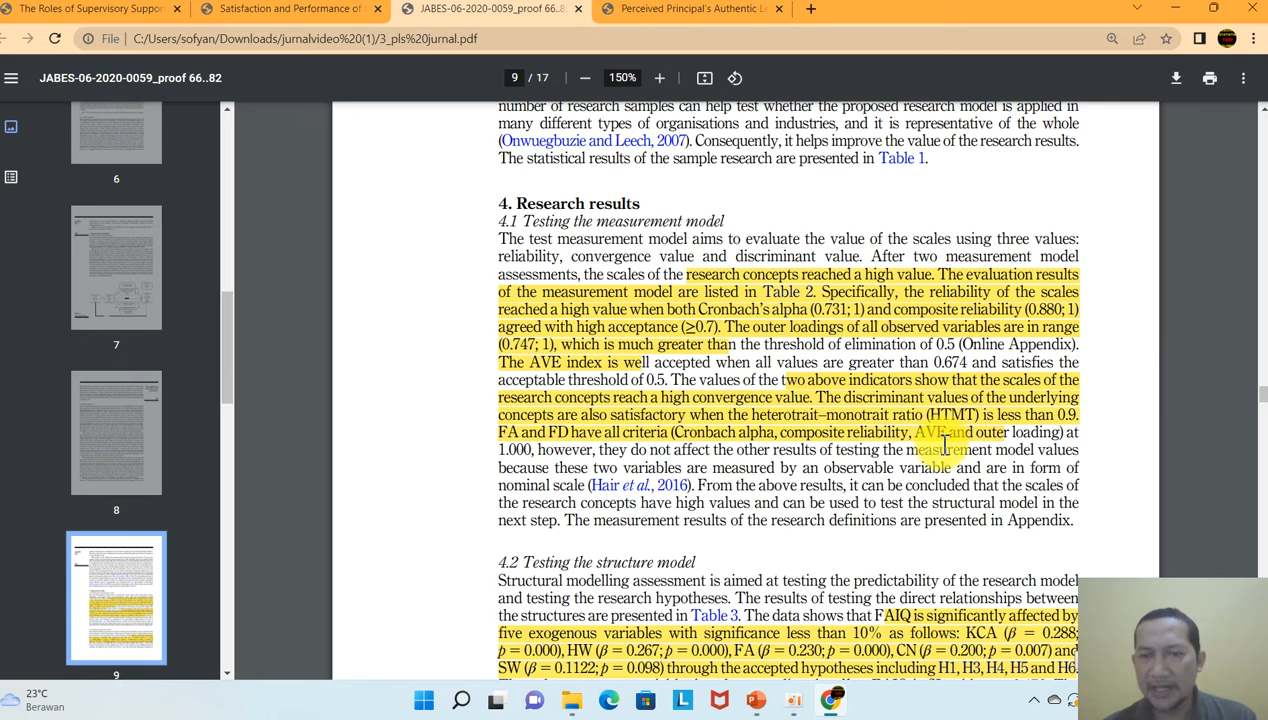 The Roles of Supervisory Suppor
Satisfaction and Performance of
JABES-06-2020-0059_proof 66..82
Perceived Principal's Authentic Le
File
C:/Users/sofyan/Downloads/jurnalvideo%20(1)/3_pls%20jurnal.pdf
JABES-06-2020-0059_proof 66..82
9 / 17
150%
number of research samples can help test whether the proposed research model is applied in
many different types of organisations and industries, and it is representative of the whole
(Onwuegbuzie and Leech, 2007). Consequently, it helps improve the value of the research results.
The statistical results of the sample research are presented in Table 1.
4. Research results
4.1 Testing the measurement model
The test measurement model aims to evaluate the value of the scales using three values:
reliability, convergence value and discriminant value. After two measurement model
assessments, the scales of the research concepts reached a high value. The evaluation results
of the measurement model are listed in Table 2. Specifically, the reliability of the scales
reached a high value when both Cronbach's alpha (0.731; 1) and composite reliability (0.880; 1)
agreed with high acceptance (≥0.7). The outer loadings of all observed variables are in range
(0.747; 1), which is much greater than the threshold of elimination of 0.5 (Online Appendix).
The AVE index is well accepted when all values are greater than 0.674 and satisfies the
acceptable threshold of 0.5. The values of the two above indicators show that the scales of the
research concepts reach a high convergence value. The discriminant values of the underlying
concepts are also satisfactory when the heterotrait–monotrait ratio (HTMT) is less than 0.9.
FA and FD have all criteria (Cronbach alpha, composite reliability, AVE and outer loading) at
1.000, however, they do not affect the other results of testing the measurement model values
because these two variables are measured by an observable variable and are in form of
nominal scale (Hair et al., 2016). From the above results, it can be concluded that the scales of
the research concepts have high values and can be used to test the structural model in the
next step. The measurement results of the research definitions are presented in Appendix.
4.2 Testing the structure model
Structural modelling assessment is aimed at testing the predictability of the research model
and testing the research hypotheses. The results of testing the direct relationships between
the structures are presented in Table 3. The data shows that FAIQ is significantly affected by
five exogenous variables with significance less than 10% as follows: KCA (β = 0.288;
p = 0.000), HW (β = 0.267; p = 0.000), FA (β = 0.230; p = 0.000), CN (β = 0.200; p = 0.007) and
SW (β = 0.1122; p = 0.098) through the accepted hypotheses including H1, H3, H4, H5 and H6.
6
7
8
9
23°C
Berawan